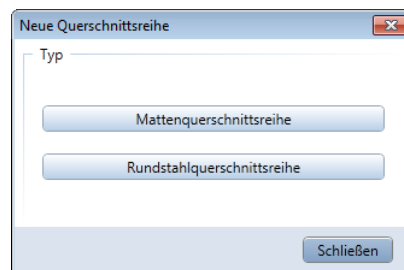 Neue Querschnittsreihe
Typ
Mattenquerschnittsreihe
Rundstahlquerschnittsreihe
Schließen